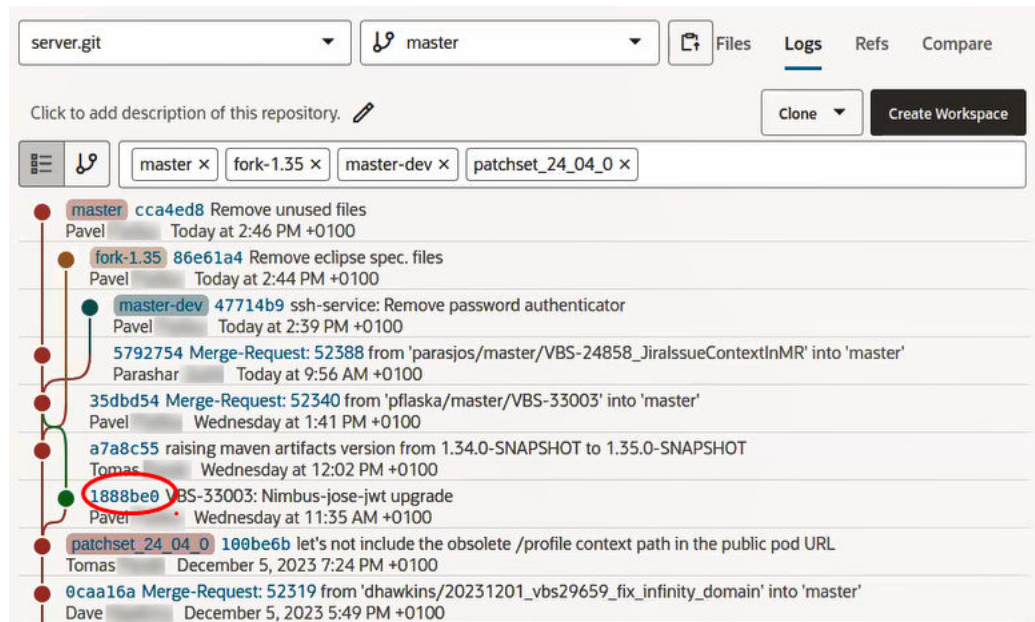 server.git master Files Logs Refs Compare
Click to add description of this repository. Clone Create Workspace
master × fork-1.35 × master-dev × patchset_24_04_0 ×
master cca4ed8 Remove unused files
Pavel Today at 2:46 PM +0100
fork-1.35 86e61a4 Remove eclipse spec. files
Pavel Today at 2:44 PM +0100
master-dev 47714b9 ssh-service: Remove password authenticator
Pavel Today at 2:39 PM +0100
5792754 Merge-Request: 52388 from 'parasjos/master/VBS-24858_JiraIssueContextInMR' into 'master'
Parashar Today at 9:56 AM +0100
35dbd54 Merge-Request: 52340 from 'pflaska/master/VBS-33003' into 'master'
Pavel Wednesday at 1:41 PM +0100
a7a8c55 raising maven artifacts version from 1.34.0-SNAPSHOT to 1.35.0-SNAPSHOT
Tomas Wednesday at 12:02 PM +0100
1888be0 VBS-33003: Nimbus-jose-jwt upgrade
Pavel Wednesday at 11:35 AM +0100
patchset_24_04_0 100be6b let's not include the obsolete /profile context path in the public pod URL
Tomas December 5, 2023 7:24 PM +0100
0caa16a Merge-Request: 52319 from 'dhawkins/20231201_vbs29659_fix_infinity_domain' into 'master'
Dave December 5, 2023 5:49 PM +0100